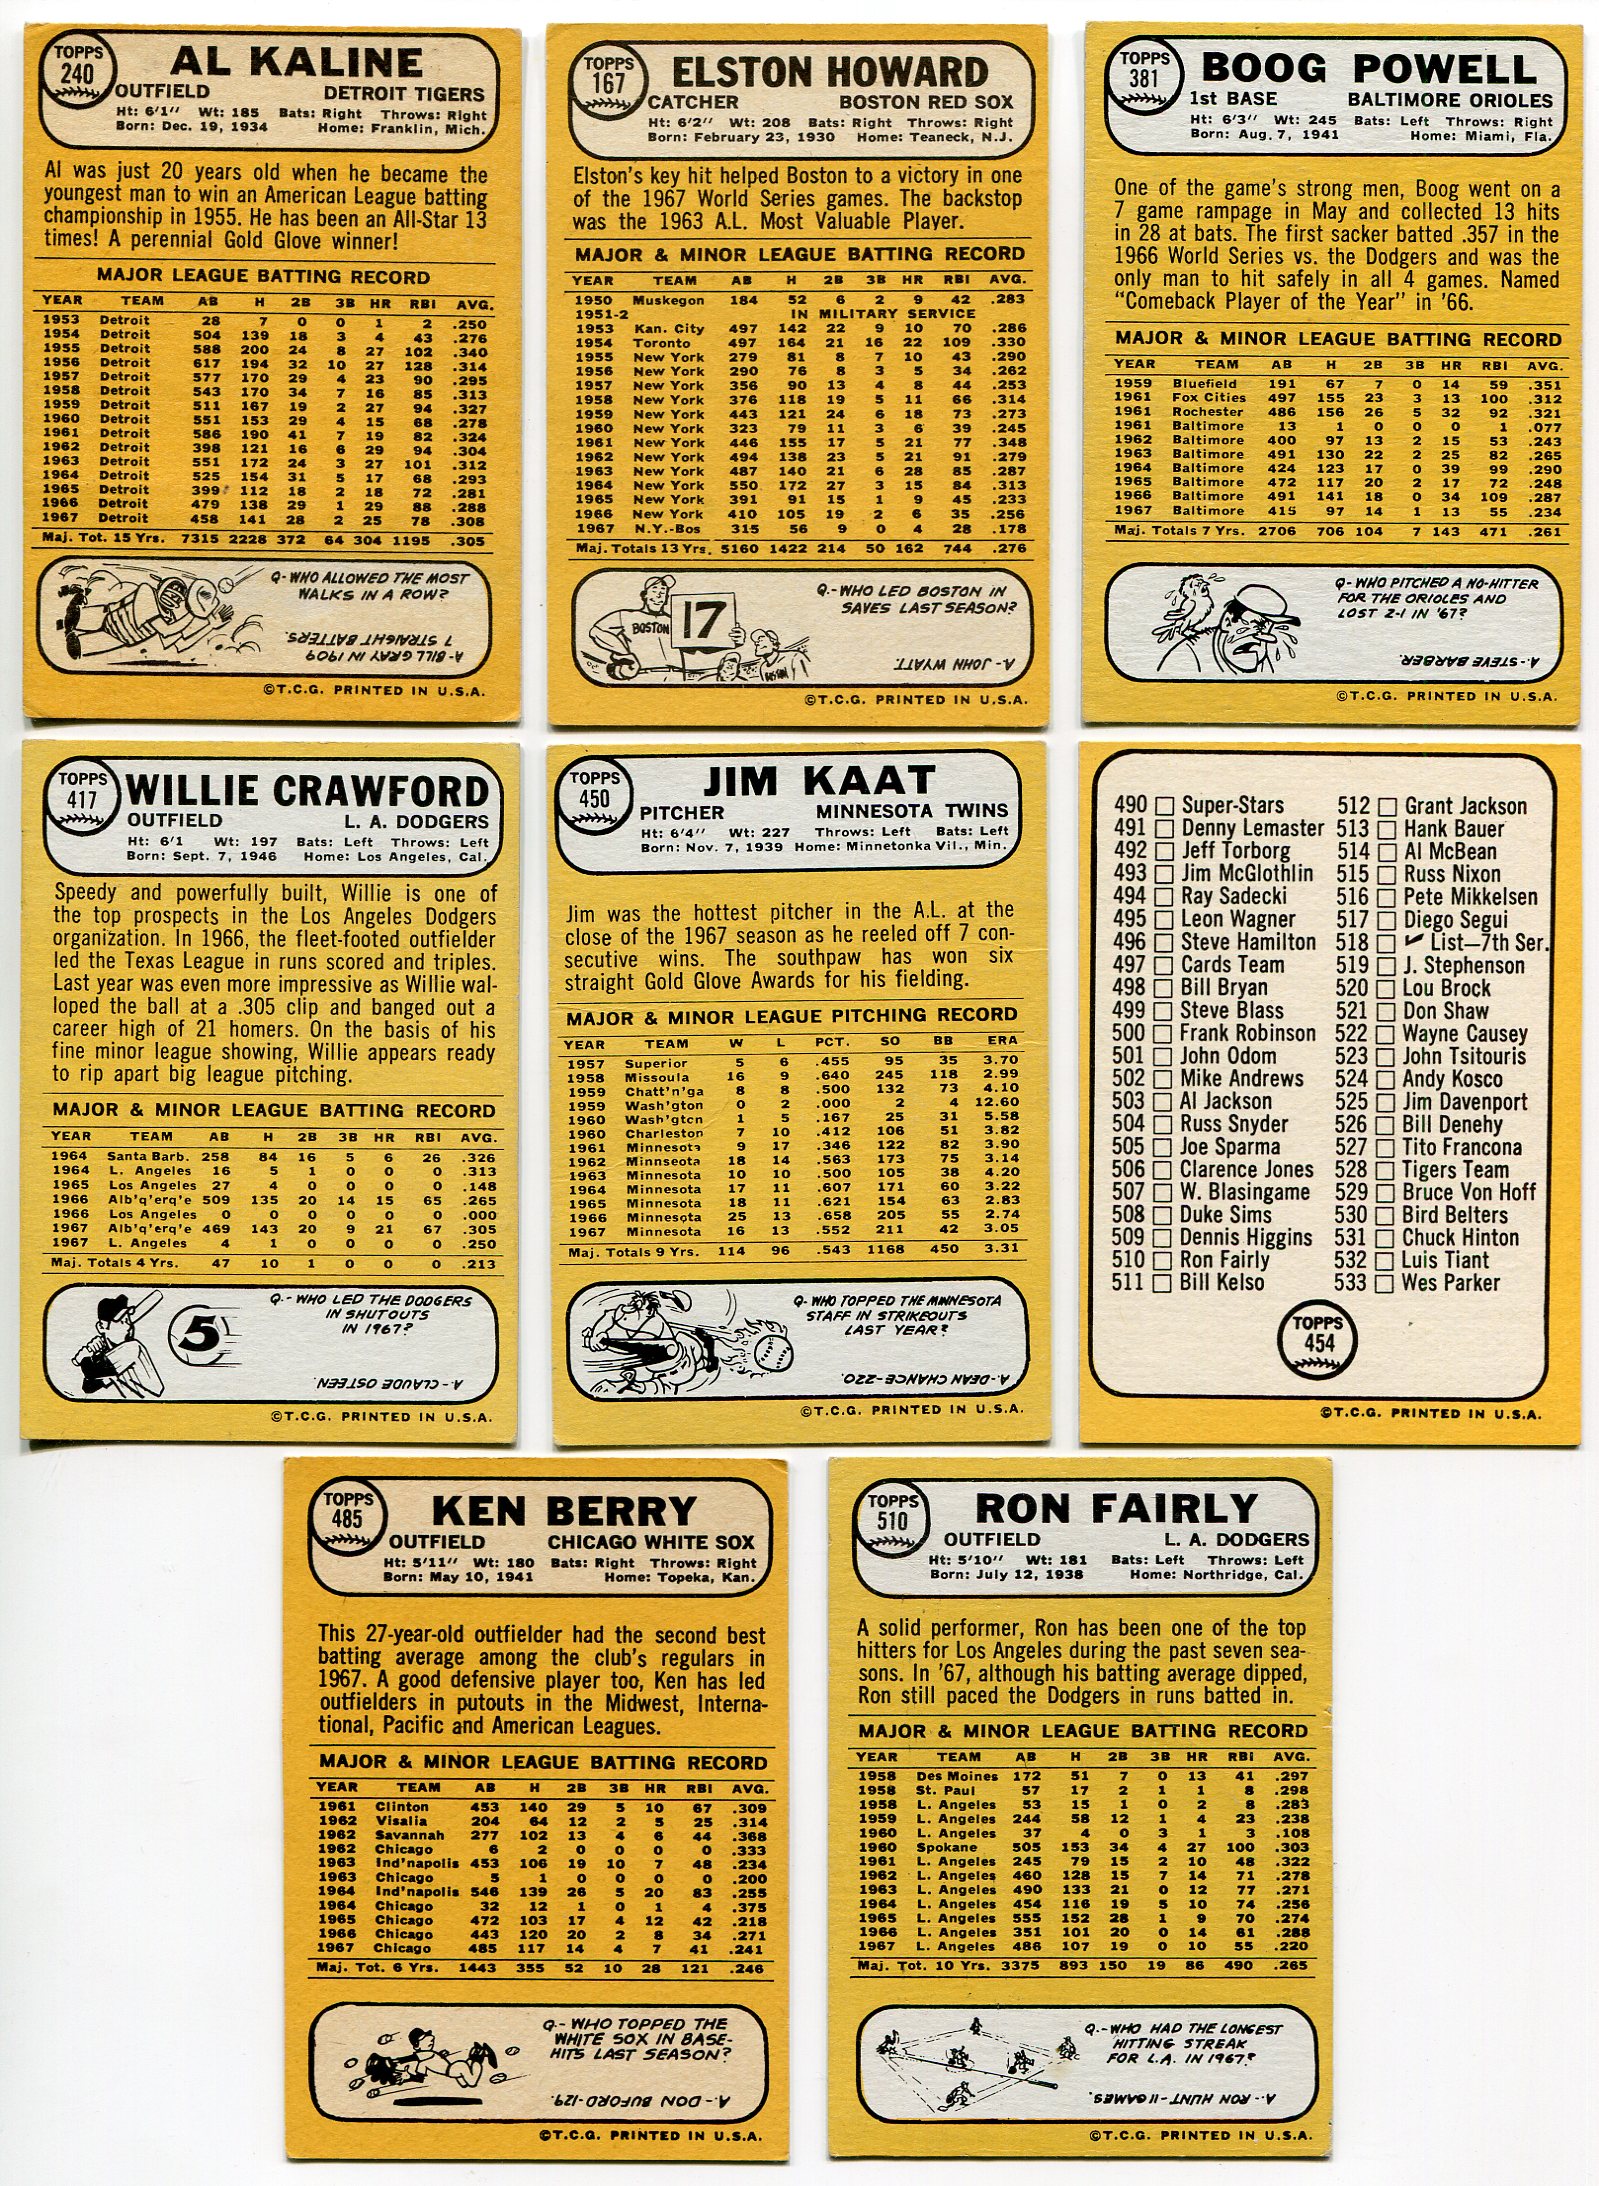 TOPPS
240
AL KALINE
OUTFIELD DETROIT TIGERS
Ht: 6'1" Wt: 185 Bats: Right Throws: Right
Born: Dec. 19, 1934 Home: Franklin, Mich.
Al was just 20 years old when he became the
youngest man to win an American League batting
championship in 1955. He has been an All-Star 13
times! A perennial Gold Glove winner!
MAJOR LEAGUE BATTING RECORD
YEAR TEAM AB H 2B 3B HR RBI AVG.
1953 Detroit 28 7 0 0 1 2 .250
1954 Detroit 504 139 18 3 4 43 .276
1955 Detroit 588 200 24 8 27 102 .340
1956 Detroit 617 194 32 10 27 128 .314
1957 Detroit 577 170 29 4 23 90 .295
1958 Detroit 543 170 34 7 16 85 .313
1959 Detroit 511 167 19 2 27 94 .327
1960 Detroit 551 153 29 4 15 68 .278
1961 Detroit 586 190 41 7 19 82 .324
1962 Detroit 398 121 16 6 29 94 .304
1963 Detroit 551 172 24 3 27 101 .312
1964 Detroit 525 154 31 5 17 68 .293
1965 Detroit 399 112 18 2 18 72 .281
1966 Detroit 479 138 29 1 29 88 .288
1967 Detroit 458 141 28 2 25 78 .308
Maj. Tot. 15 Yrs. 7315 2228 372 64 304 1195 .305
Q- WHO ALLOWED THE MOST
WALKS IN A ROW?
A-BILL GRAY IN 1909
7 STRAIGHT BATTERS.
©T.C.G. PRINTED IN U.S.A.
TOPPS
167
ELSTON HOWARD
CATCHER BOSTON RED SOX
Ht: 6'2" Wt: 208 Bats: Right Throws: Right
Born: February 23, 1930 Home: Teaneck, N.J.
Elston's key hit helped Boston to a victory in one
of the 1967 World Series games. The backstop
was the 1963 A.L. Most Valuable Player.
MAJOR & MINOR LEAGUE BATTING RECORD
YEAR TEAM AB H 2B 3B HR RBI AVG.
1950 Muskegon 184 52 6 2 9 42 .283
1951-2 IN MILITARY SERVICE
1953 Kan. City 497 142 22 9 10 70 .286
1954 Toronto 497 164 21 16 22 109 .330
1955 New York 279 81 8 7 10 43 .290
1956 New York 290 76 8 3 5 34 .262
1957 New York 356 90 13 4 8 44 .253
1958 New York 376 118 19 5 11 66 .314
1959 New York 443 121 24 6 18 73 .273
1960 New York 323 79 11 3 6 39 .245
1961 New York 446 155 17 5 21 77 .348
1962 New York 494 138 23 5 21 91 .279
1963 New York 487 140 21 6 28 85 .287
1964 New York 550 172 27 3 15 84 .313
1965 New York 391 91 15 1 9 45 .233
1966 New York 410 105 19 2 6 35 .256
1967 N.Y.-Bos 315 56 9 0 4 28 .178
Maj. Totals 13 Yrs. 5160 1422 214 50 162 744 .276
Q.-WHO LED BOSTON IN
SAVES LAST SEASON?
BOSTON
17
A- JOHN WYATT.
©T.C.G. PRINTED IN U.S.A.
TOPPS
381
BOOG POWELL
1st BASE BALTIMORE ORIOLES
Ht: 6'3" Wt: 245 Bats: Left Throws: Right
Born: Aug. 7, 1941 Home: Miami, Fla.
One of the game's strong men, Boog went on a
7 game rampage in May and collected 13 hits
in 28 at bats. The first sacker batted .357 in the
1966 World Series vs. the Dodgers and was the
only man to hit safely in all 4 games. Named
"Comeback Player of the Year" in '66.
MAJOR & MINOR LEAGUE BATTING RECORD
YEAR TEAM AB H 2B 3B HR RBI AVG.
1959 Bluefield 191 67 7 0 14 59 .351
1961 Fox Cities 497 155 23 3 13 100 .312
1961 Rochester 486 156 26 5 32 92 .321
1961 Baltimore 13 1 0 0 0 1 .077
1962 Baltimore 400 97 13 2 15 53 .243
1963 Baltimore 491 130 22 2 25 82 .265
1964 Baltimore 424 123 17 0 39 99 .290
1965 Baltimore 472 117 20 2 17 72 .248
1966 Baltimore 491 141 18 0 34 109 .287
1967 Baltimore 415 97 14 1 13 55 .234
Maj. Totals 7 Yrs. 2706 706 104 7 143 471 .261
Q- WHO PITCHED A NO-HITTER
FOR THE ORIOLES AND
LOST 2-1 IN '67?
A- STEVE BARBER.
©T.C.G. PRINTED IN U.S.A.
TOPPS
417
WILLIE CRAWFORD
OUTFIELD L. A. DODGERS
Ht: 6'1 Wt: 197 Bats: Left Throws: Left
Born: Sept. 7, 1946 Home: Los Angeles, Cal.
Speedy and powerfully built, Willie is one of
the top prospects in the Los Angeles Dodgers
organization. In 1966, the fleet-footed outfielder
led the Texas League in runs scored and triples.
Last year was even more impressive as Willie wal-
loped the ball at a .305 clip and banged out a
career high of 21 homers. On the basis of his
fine minor league showing, Willie appears ready
to rip apart big league pitching.
MAJOR & MINOR LEAGUE BATTING RECORD
YEAR TEAM AB H 2B 3B HR RBI AVG.
1964 Santa Barb. 258 84 16 5 6 26 .326
1964 L. Angeles 16 5 1 0 0 0 .313
1965 Los Angeles 27 4 0 0 0 0 .148
1966 Alb'q'erq'e 509 135 20 14 15 65 .265
1966 Los Angeles 0 0 0 0 0 0 .000
1967 Alb'q'erq'e 469 143 20 9 21 67 .305
1967 L. Angeles 4 1 0 0 0 0 .250
Maj. Totals 4 Yrs. 47 10 1 0 0 0 .213
Q.- WHO LED THE DODGERS
IN SHUTOUTS
IN 1967?
5
A- CLAUDE OSTEEN.
©T.C.G. PRINTED IN U.S.A.
TOPPS
450
JIM KAAT
PITCHER MINNESOTA TWINS
Ht: 6'4" Wt: 227 Throws: Left Bats: Left
Born: Nov. 7, 1939 Home: Minnetonka Vil., Min.
Jim was the hottest pitcher in the A.L. at the
close of the 1967 season as he reeled off 7 con-
secutive wins. The southpaw has won six
straight Gold Glove Awards for his fielding.
MAJOR & MINOR LEAGUE PITCHING RECORD
YEAR TEAM W L PCT. SO BB ERA
1957 Superior 5 6 .455 95 35 3.70
1958 Missoula 16 9 .640 245 118 2.99
1959 Chatt'n'ga 8 8 .500 132 73 4.10
1959 Wash'gton 0 2 .000 2 4 12.60
1960 Wash'gton 1 5 .167 25 31 5.58
1960 Charleston 7 10 .412 106 51 3.82
1961 Minnesota 9 17 .346 122 82 3.90
1962 Minnseota 18 14 .563 173 75 3.14
1963 Minnesota 10 10 .500 105 38 4.20
1964 Minnesota 17 11 .607 171 60 3.22
1965 Minnesota 18 11 .621 154 63 2.83
1966 Minnesota 25 13 .658 205 55 2.74
1967 Minnesota 16 13 .552 211 42 3.05
Maj. Totals 9 Yrs. 114 96 .543 1168 450 3.31
Q- WHO TOPPED THE MINNESOTA
STAFF IN STRIKEOUTS
LAST YEAR?
A-DEAN CHANCE-220.
©T.C.G. PRINTED IN U.S.A.
490 Super-Stars 512 Grant Jackson
491 Denny Lemaster 513 Hank Bauer
492 Jeff Torborg 514 Al McBean
493 Jim McGlothlin 515 Russ Nixon
494 Ray Sadecki 516 Pete Mikkelsen
495 Leon Wagner 517 Diego Segui
496 Steve Hamilton 518 ✔ List—7th Ser.
497 Cards Team 519 J. Stephenson
498 Bill Bryan 520 Lou Brock
499 Steve Blass 521 Don Shaw
500 Frank Robinson 522 Wayne Causey
501 John Odom 523 John Tsitouris
502 Mike Andrews 524 Andy Kosco
503 Al Jackson 525 Jim Davenport
504 Russ Snyder 526 Bill Denehy
505 Joe Sparma 527 Tito Francona
506 Clarence Jones 528 Tigers Team
507 W. Blasingame 529 Bruce Von Hoff
508 Duke Sims 530 Bird Belters
509 Dennis Higgins 531 Chuck Hinton
510 Ron Fairly 532 Luis Tiant
511 Bill Kelso 533 Wes Parker
TOPPS
454
©T.C.G. PRINTED IN U.S.A.
TOPPS
485
KEN BERRY
OUTFIELD CHICAGO WHITE SOX
Ht: 5'11" Wt: 180 Bats: Right Throws: Right
Born: May 10, 1941 Home: Topeka, Kan.
This 27-year-old outfielder had the second best
batting average among the club's regulars in
1967. A good defensive player too, Ken has led
outfielders in putouts in the Midwest, Interna-
tional, Pacific and American Leagues.
MAJOR & MINOR LEAGUE BATTING RECORD
YEAR TEAM AB H 2B 3B HR RBI AVG.
1961 Clinton 453 140 29 5 10 67 .309
1962 Visalia 204 64 12 2 5 25 .314
1962 Savannah 277 102 13 4 6 44 .368
1962 Chicago 6 2 0 0 0 0 .333
1963 Ind'napolis 453 106 19 10 7 48 .234
1963 Chicago 5 1 0 0 0 0 .200
1964 Ind'napolis 546 139 26 5 20 83 .255
1964 Chicago 32 12 1 0 1 4 .375
1965 Chicago 472 103 17 4 12 42 .218
1966 Chicago 443 120 20 2 8 34 .271
1967 Chicago 485 117 14 4 7 41 .241
Maj. Tot. 6 Yrs. 1443 355 52 10 28 121 .246
Q.- WHO TOPPED THE
WHITE SOX IN BASE-
HITS LAST SEASON?
A.- DON BUFORD-129.
©T.C.G. PRINTED IN U.S.A.
TOPPS
510
RON FAIRLY
OUTFIELD L. A. DODGERS
Ht: 5'10" Wt: 181 Bats: Left Throws: Left
Born: July 12, 1938 Home: Northridge, Cal.
A solid performer, Ron has been one of the top
hitters for Los Angeles during the past seven sea-
sons. In '67, although his batting average dipped,
Ron still paced the Dodgers in runs batted in.
MAJOR & MINOR LEAGUE BATTING RECORD
YEAR TEAM AB H 2B 3B HR RBI AVG.
1958 Des Moines 172 51 7 0 13 41 .297
1958 St. Paul 57 17 2 1 1 8 .298
1958 L. Angeles 53 15 1 0 2 8 .283
1959 L. Angeles 244 58 12 1 4 23 .238
1960 L. Angeles 37 4 0 3 1 3 .108
1960 Spokane 505 153 34 4 27 100 .303
1961 L. Angeles 245 79 15 2 10 48 .322
1962 L. Angeles 460 128 15 7 14 71 .278
1963 L. Angeles 490 133 21 0 12 77 .271
1964 L. Angeles 454 116 19 5 10 74 .256
1965 L. Angeles 555 152 28 1 9 70 .274
1966 L. Angeles 351 101 20 0 14 61 .288
1967 L. Angeles 486 107 19 0 10 55 .220
Maj. Tot. 10 Yrs. 3375 893 150 19 86 490 .265
Q.-WHO HAD THE LONGEST
HITTING STREAK
FOR L.A. IN 1967?
A.- RON HUNT-11 GAMES.
©T.C.G. PRINTED IN U.S.A.